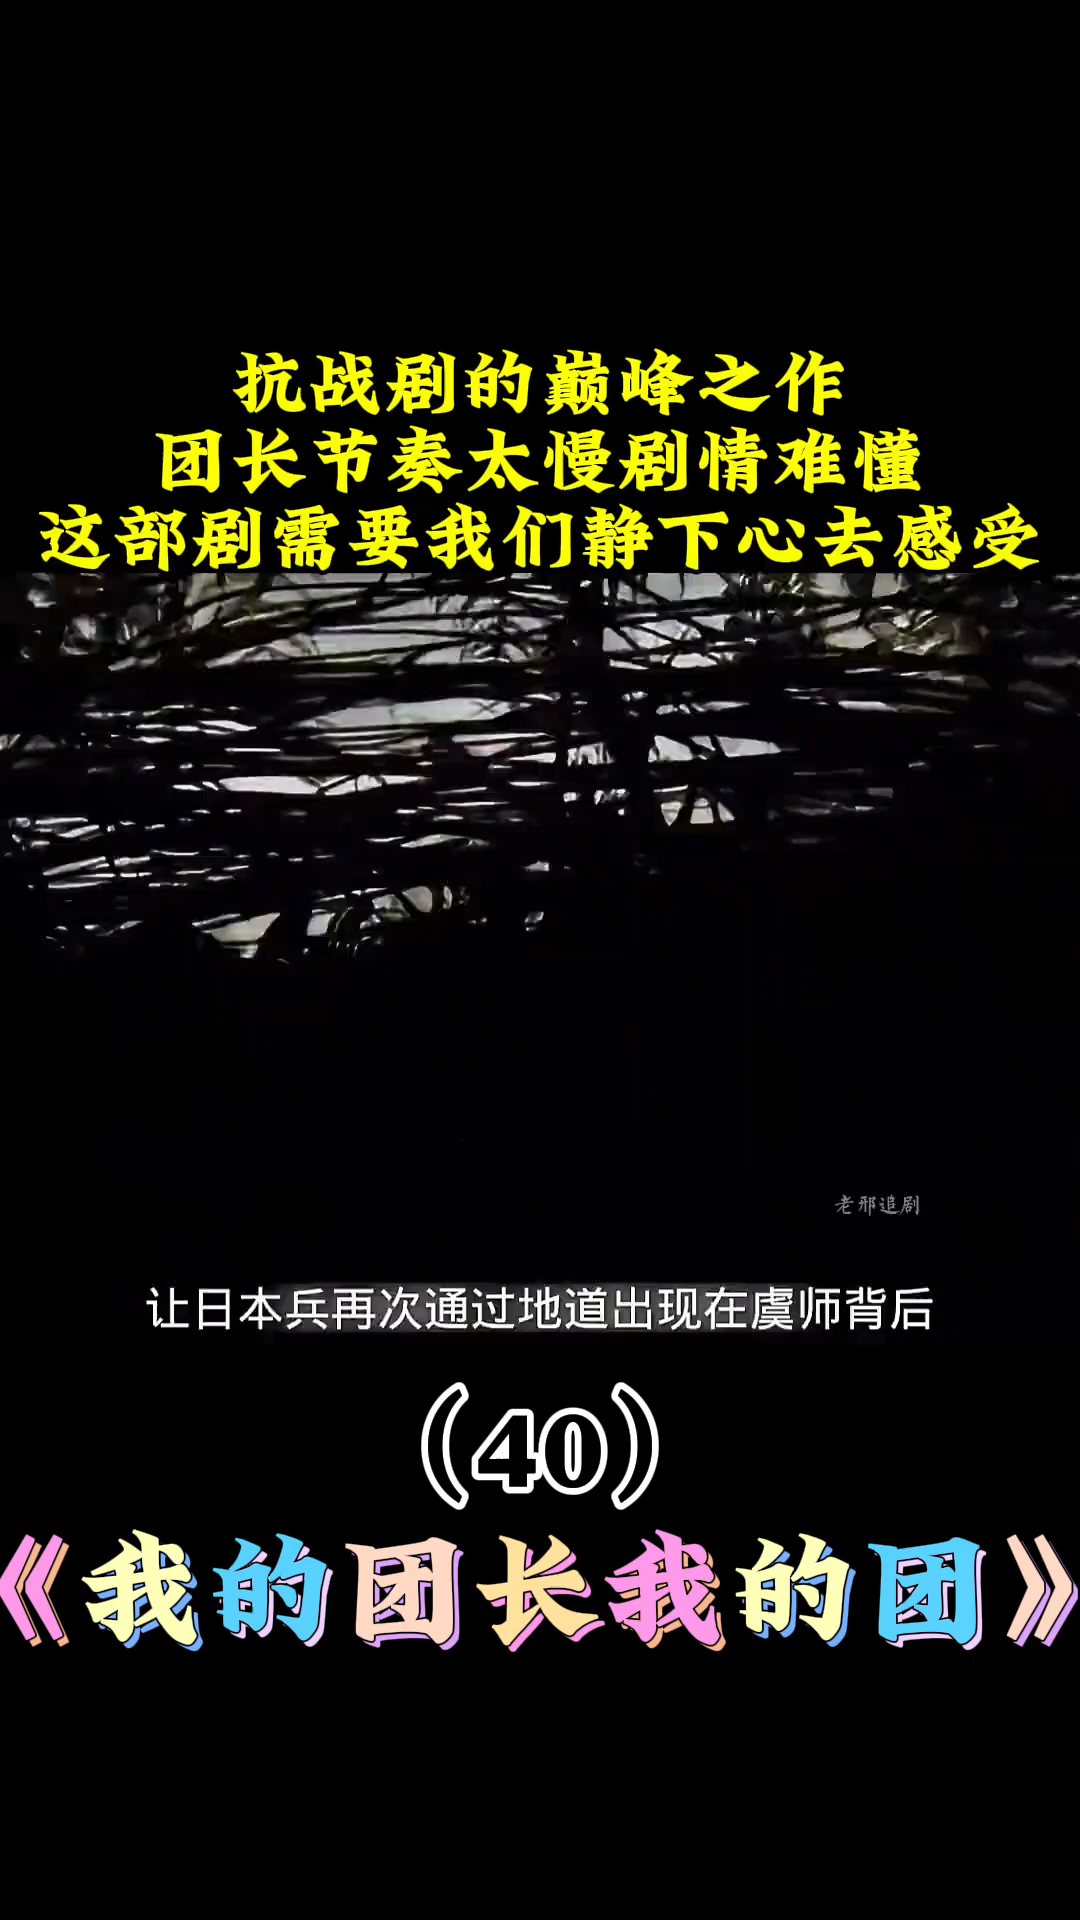 抗战剧的巅峰之作
团长节奏太慢剧情难懂
这部剧需要我们静下心去感受
老邪追剧
让日本兵再次通过地道出现在虞师背后
（40）
《我的团长我的团》